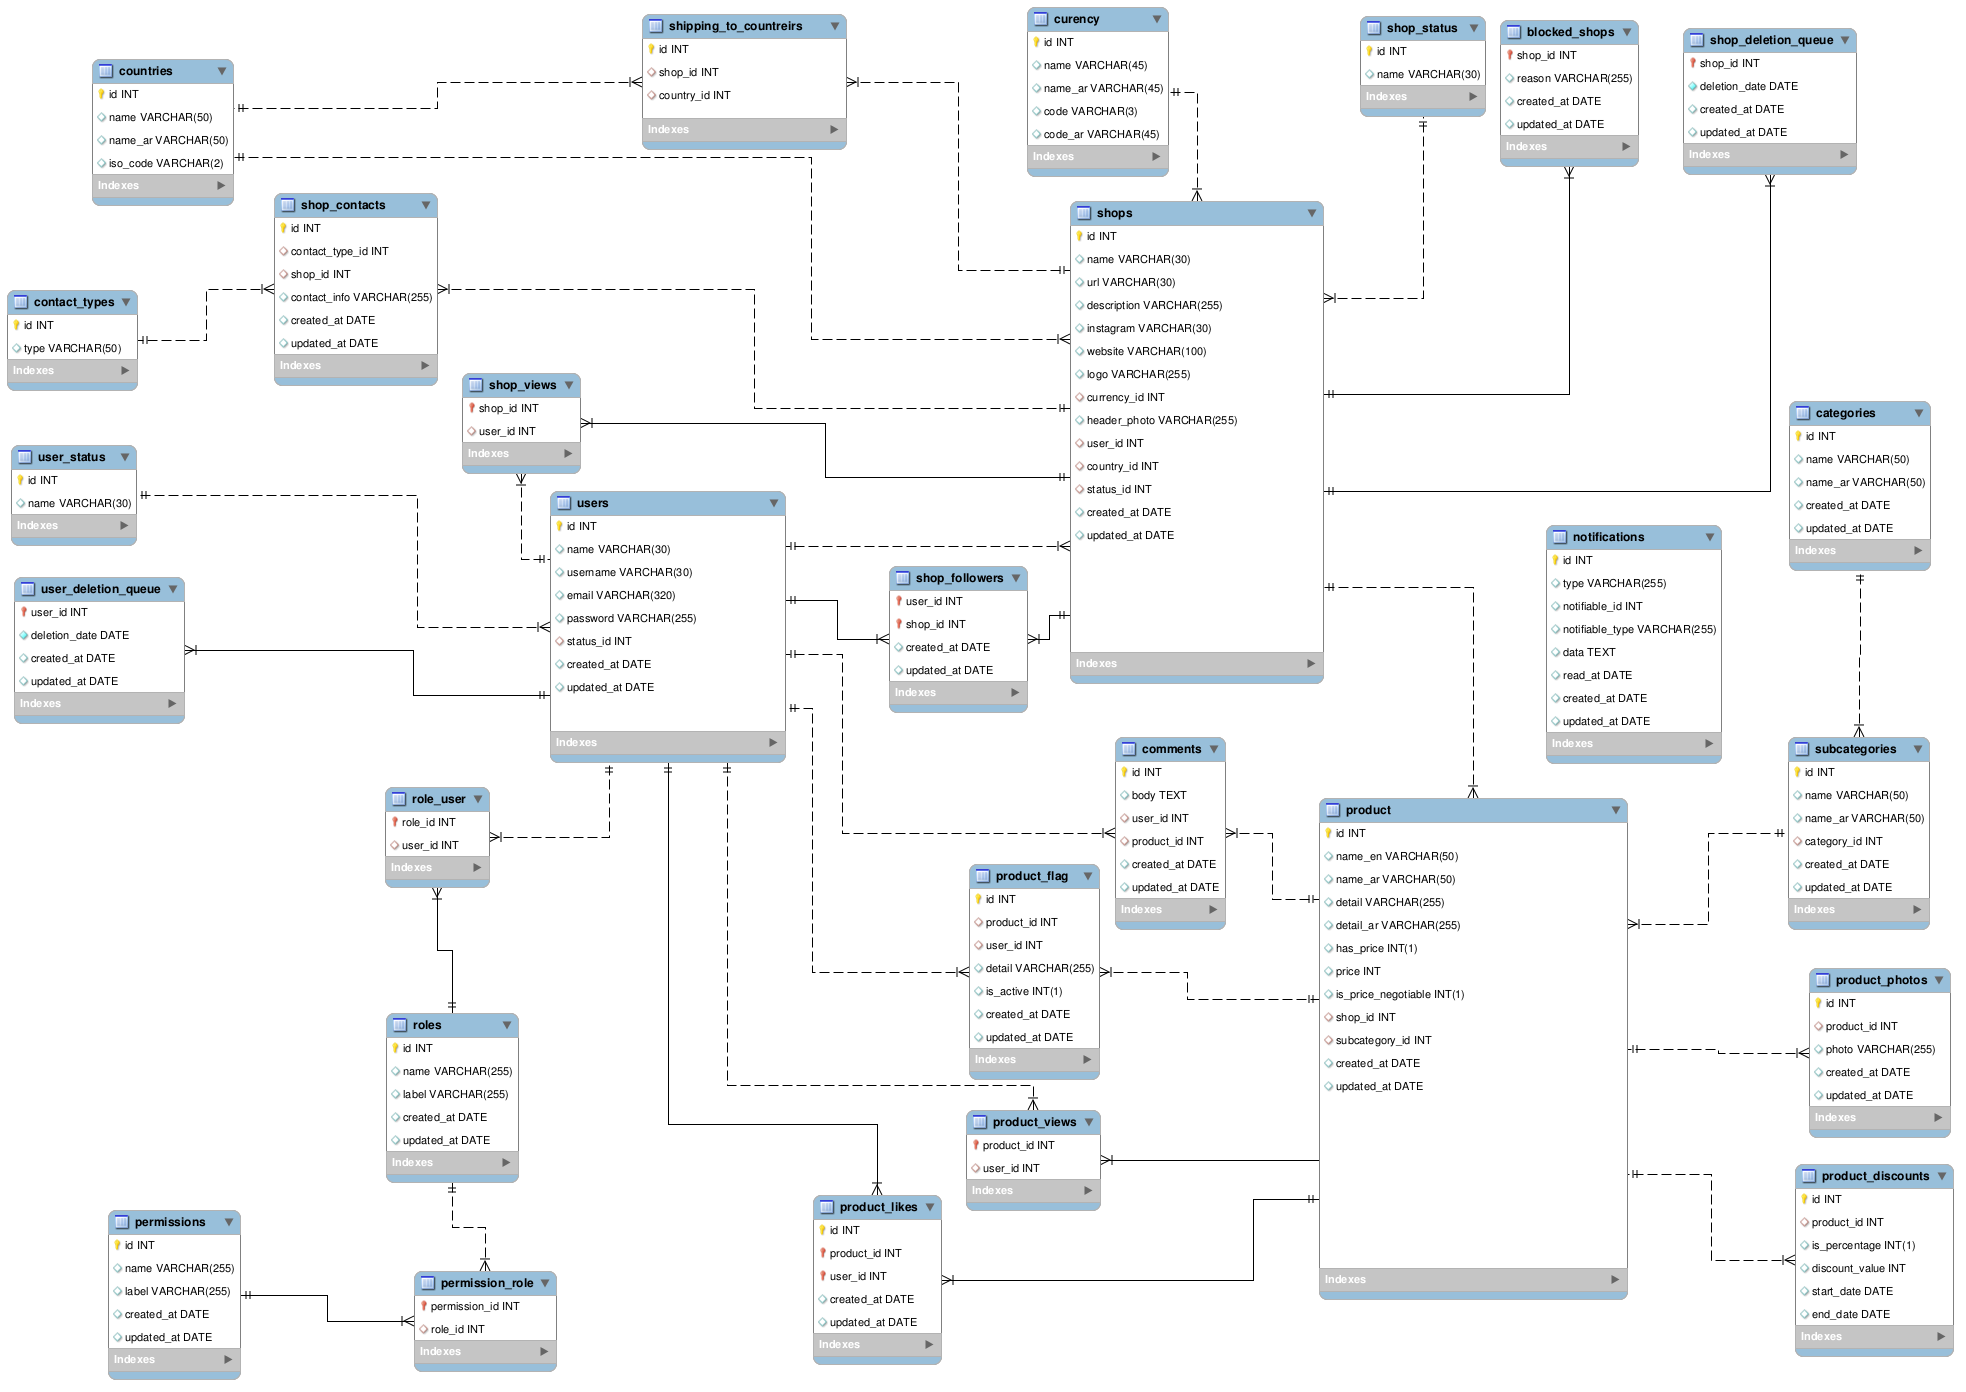 countries
id INT
name VARCHAR(50)
name_ar VARCHAR(50)
iso_code VARCHAR(2)
Indexes
shipping_to_countreirs
id INT
shop_id INT
country_id INT
Indexes
curency
id INT
name VARCHAR(45)
name_ar VARCHAR(45)
code VARCHAR(3)
code_ar VARCHAR(45)
Indexes
shop_status
id INT
name VARCHAR(30)
Indexes
blocked_shops
shop_id INT
reason VARCHAR(255)
created_at DATE
updated_at DATE
Indexes
shop_deletion_queue
shop_id INT
deletion_date DATE
created_at DATE
updated_at DATE
Indexes
shop_contacts
id INT
contact_type_id INT
shop_id INT
contact_info VARCHAR(255)
created_at DATE
updated_at DATE
Indexes
contact_types
id INT
type VARCHAR(50)
Indexes
shops
id INT
name VARCHAR(30)
url VARCHAR(30)
description VARCHAR(255)
instagram VARCHAR(30)
website VARCHAR(100)
logo VARCHAR(255)
currency_id INT
header_photo VARCHAR(255)
user_id INT
country_id INT
status_id INT
created_at DATE
updated_at DATE
Indexes
shop_views
shop_id INT
user_id INT
Indexes
user_status
id INT
name VARCHAR(30)
Indexes
users
id INT
name VARCHAR(30)
username VARCHAR(30)
email VARCHAR(320)
password VARCHAR(255)
status_id INT
created_at DATE
updated_at DATE
Indexes
user_deletion_queue
user_id INT
deletion_date DATE
created_at DATE
updated_at DATE
Indexes
shop_followers
user_id INT
shop_id INT
created_at DATE
updated_at DATE
Indexes
categories
id INT
name VARCHAR(50)
name_ar VARCHAR(50)
created_at DATE
updated_at DATE
Indexes
notifications
id INT
type VARCHAR(255)
notifiable_id INT
notifiable_type VARCHAR(255)
data TEXT
read_at DATE
created_at DATE
updated_at DATE
Indexes
subcategories
id INT
name VARCHAR(50)
name_ar VARCHAR(50)
category_id INT
created_at DATE
updated_at DATE
Indexes
comments
id INT
body TEXT
user_id INT
product_id INT
created_at DATE
updated_at DATE
Indexes
role_user
role_id INT
user_id INT
Indexes
product
id INT
name_en VARCHAR(50)
name_ar VARCHAR(50)
detail VARCHAR(255)
detail_ar VARCHAR(255)
has_price INT(1)
price INT
is_price_negotiable INT(1)
shop_id INT
subcategory_id INT
created_at DATE
updated_at DATE
Indexes
product_flag
id INT
product_id INT
user_id INT
detail VARCHAR(255)
is_active INT(1)
created_at DATE
updated_at DATE
Indexes
product_photos
id INT
product_id INT
photo VARCHAR(255)
created_at DATE
updated_at DATE
Indexes
roles
id INT
name VARCHAR(255)
label VARCHAR(255)
created_at DATE
updated_at DATE
Indexes
product_views
product_id INT
user_id INT
Indexes
product_likes
id INT
product_id INT
user_id INT
created_at DATE
updated_at DATE
Indexes
product_discounts
id INT
product_id INT
is_percentage INT(1)
discount_value INT
start_date DATE
end_date DATE
Indexes
permissions
id INT
name VARCHAR(255)
label VARCHAR(255)
created_at DATE
updated_at DATE
Indexes
permission_role
permission_id INT
role_id INT
Indexes